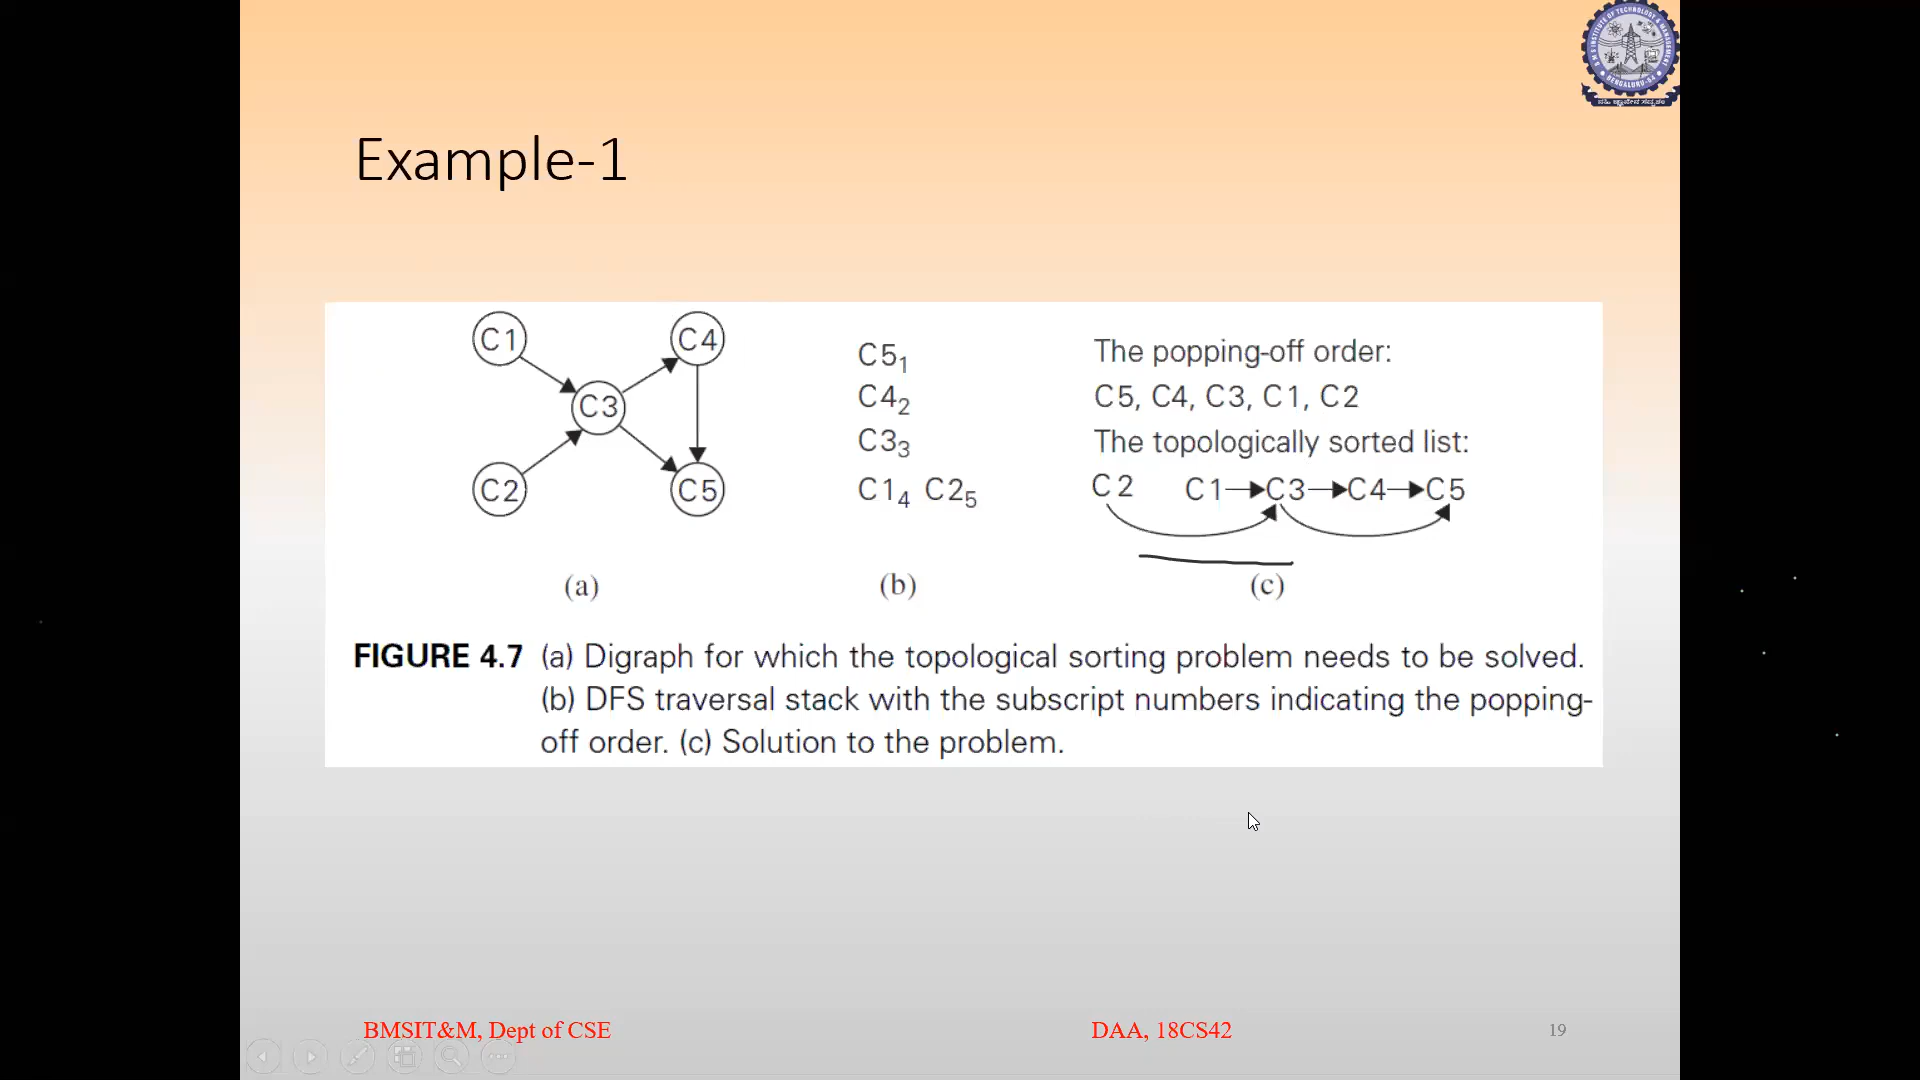 Example-1
C1
C4
C3
C2
C5
(a)
C5₁
C4₂
C3₃
C1₄ C2₅
(b)
The popping-off order:
C5, C4, C3, C1, C2
The topologically sorted list:
C2 C1→C3→C4→C5
(c)
FIGURE 4.7 (a) Digraph for which the topological sorting problem needs to be solved.
(b) DFS traversal stack with the subscript numbers indicating the popping-
off order. (c) Solution to the problem.
BMSIT&M, Dept of CSE
DAA, 18CS42
19